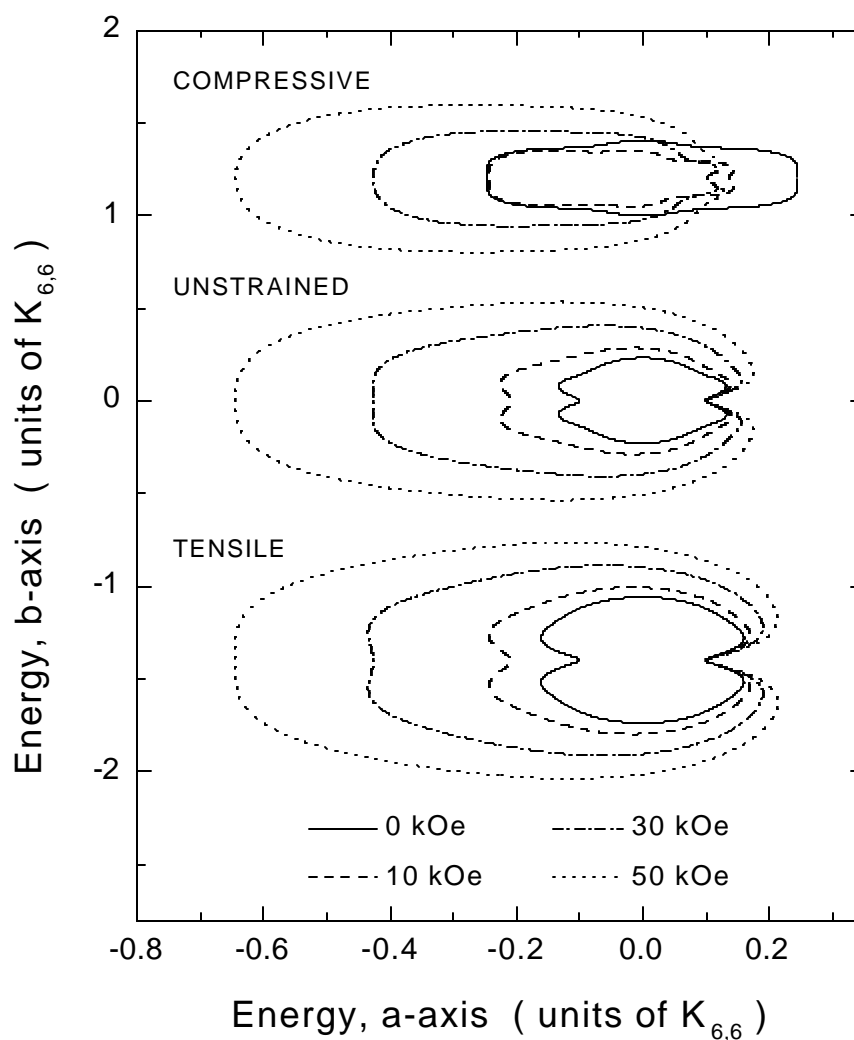 2
COMPRESSIVE
1
UNSTRAINED
0
TENSILE
-1
-2
0 kOe 30 kOe
10 kOe 50 kOe
-0.8 -0.6 -0.4 -0.2 0.0 0.2
Energy, a-axis ( units of K6,6 )
Energy, b-axis ( units of K6,6 )